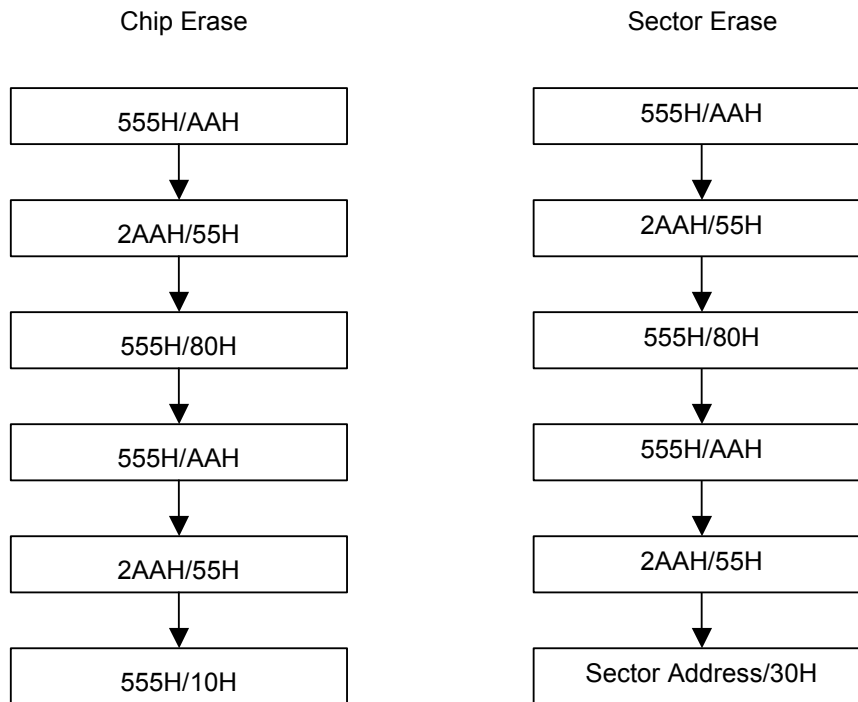 Chip Erase
555H/AAH
2AAH/55H
555H/80H
555H/AAH
2AAH/55H
555H/10H
Sector Erase
555H/AAH
2AAH/55H
555H/80H
555H/AAH
2AAH/55H
Sector Address/30H